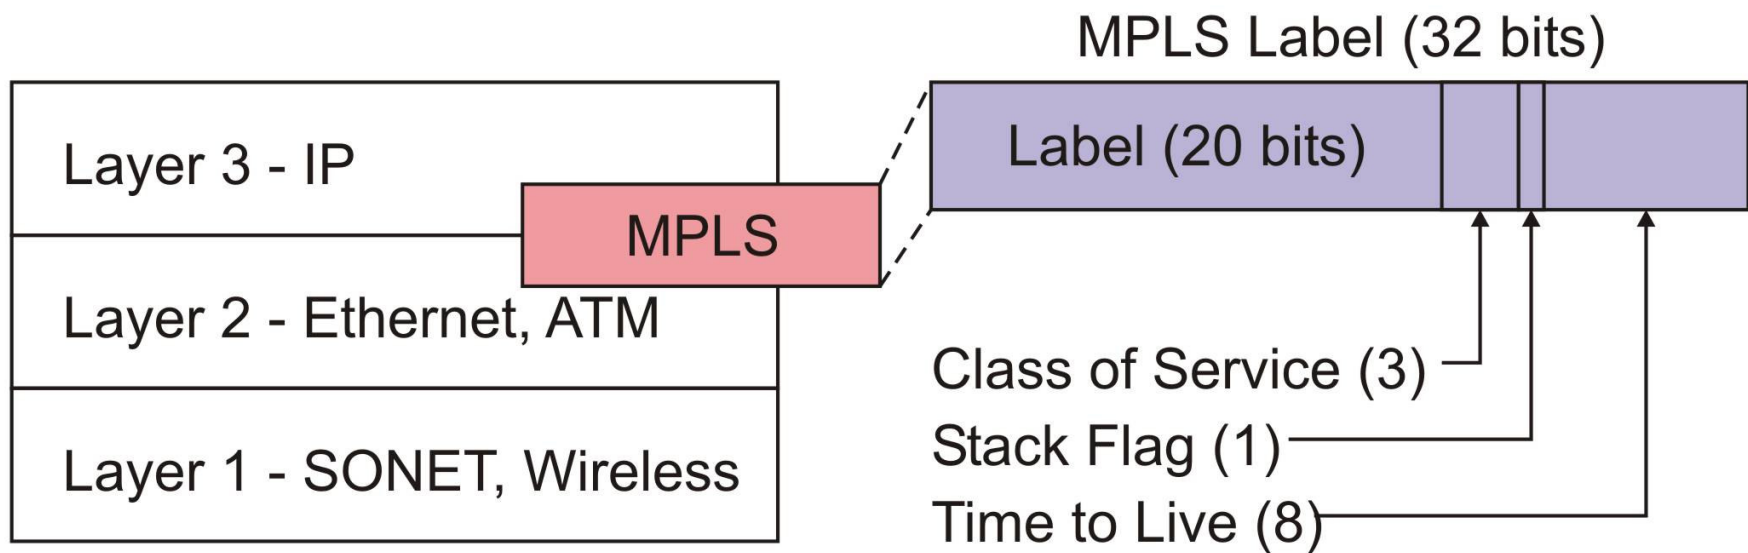 MPLS Label (32 bits)
Layer 3 - IP
Label (20 bits)
MPLS
Layer 2 - Ethernet, ATM
Layer 1 - SONET, Wireless
Class of Service (3)
Stack Flag (1)
Time to Live (8)